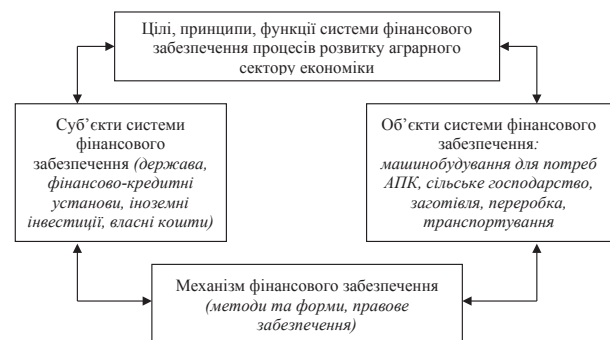 Цілі, принципи, функції системи фінансового
забезпечення процесів розвитку аграрного
сектору економіки
Суб’єкти системи
фінансового
забезпечення (держава,
фінансово-кредитні
установи, іноземні
інвестиції, власні кошти)
Об’єкти системи фінансового
забезпечення:
машинобудування для потреб
АПК, сільське господарство,
заготівля, переробка,
транспортування
Механізм фінансового забезпечення
(методи та форми, правове
забезпечення)